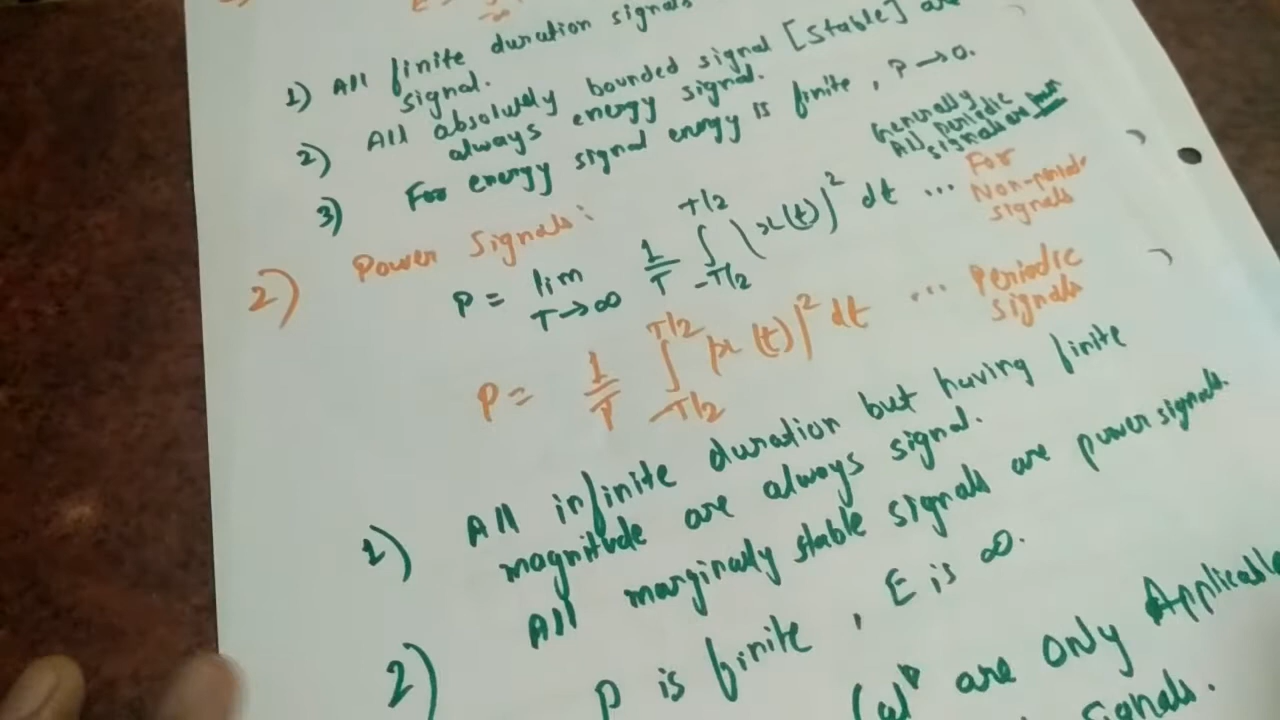 1) All finite duration signals
signal.
2) All absolutely bounded signal [stable] are
always energy signal.
3) For energy signal energy is finite, P→0.
Generally
All periodic
signals are
2) Power Signals:
P = lim T→∞ 1/T ∫ -T/2 T/2 |x(t)|² dt ... For
Non-periodic
signals
P = 1/T ∫ -T/2 T/2 |x(t)|² dt ... Periodic
signals
1) All infinite duration but having finite
magnitude are always signal.
2) All marginally stable signals are power signals.
P is finite, E is ∞.
are only Applicable
signals.